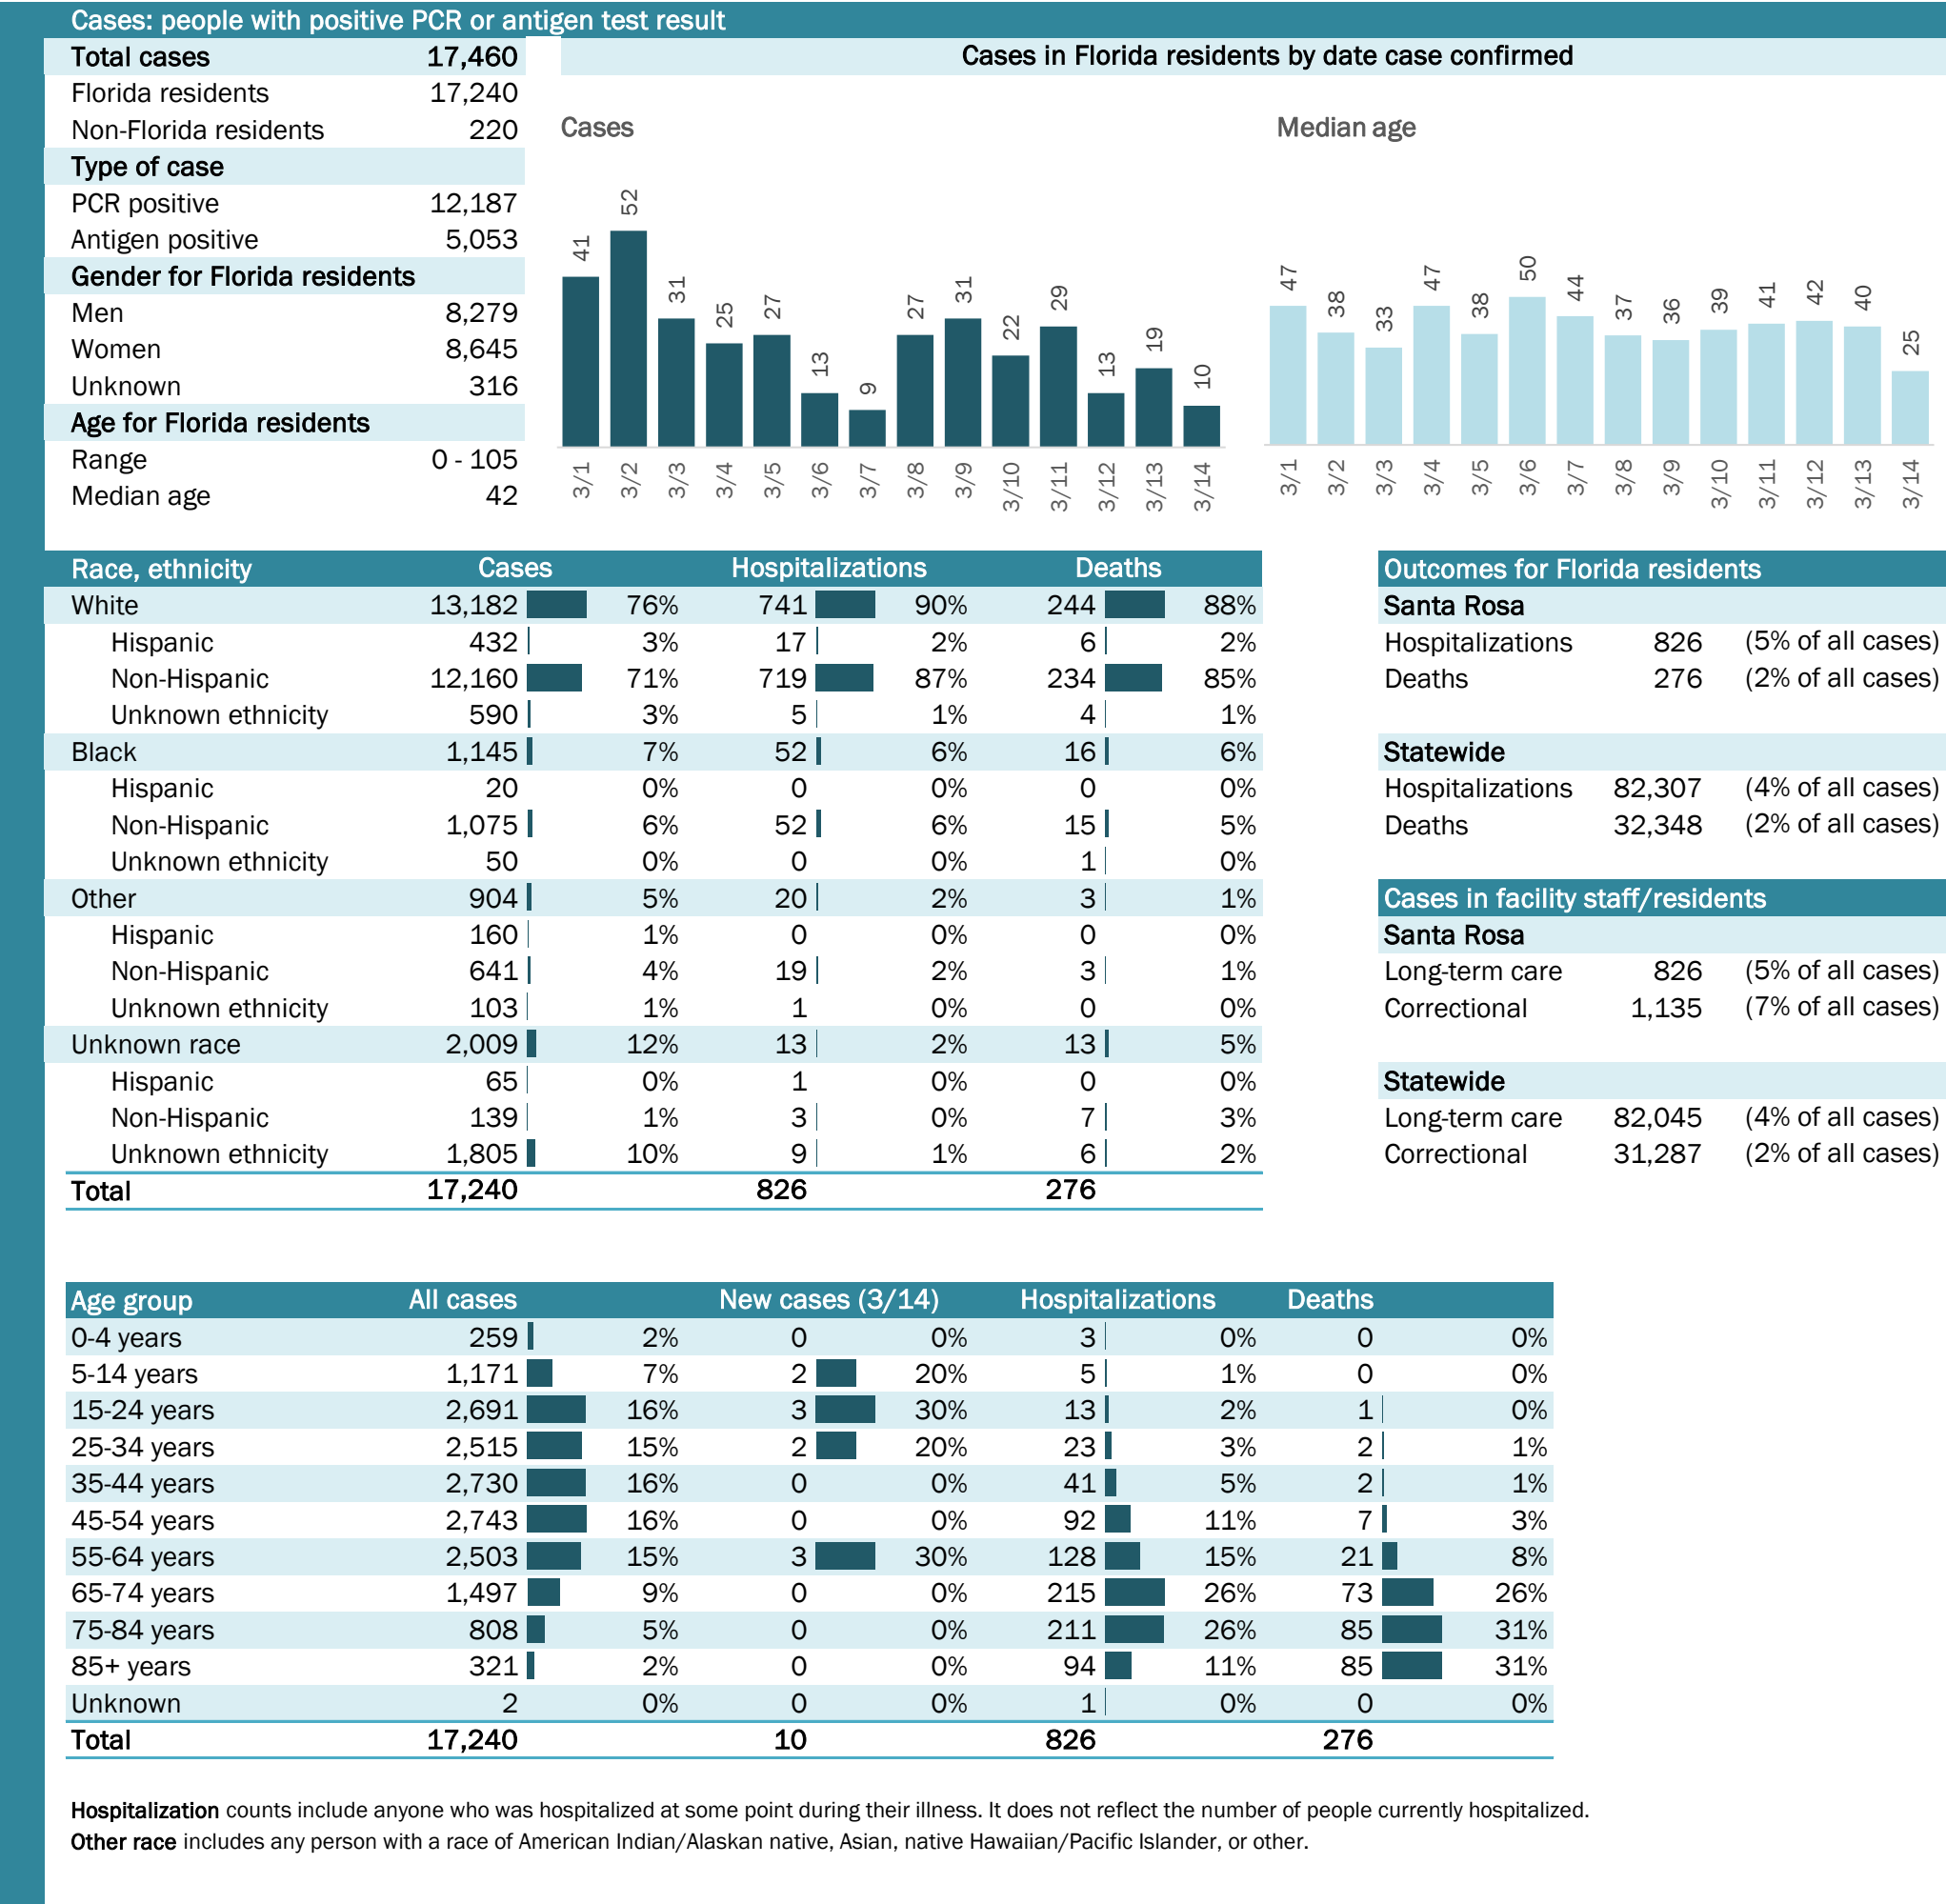 Cases: people with positive PCR or antigen test result
Total cases 17,460
Florida residents 17,240
Non-Florida residents 220
Type of case
PCR positive 12,187
Antigen positive 5,053
Gender for Florida residents
Men 8,279
Women 8,645
Unknown 316
Age for Florida residents
Range 0 - 105
Median age 42
Cases in Florida residents by date case confirmed
Cases
41 52 31 25 27 13 9 27 31 22 29 13 19 10
3/1 3/2 3/3 3/4 3/5 3/6 3/7 3/8 3/9 3/10 3/11 3/12 3/13 3/14
Median age
47 38 33 47 38 50 44 37 36 39 41 42 40 25
3/1 3/2 3/3 3/4 3/5 3/6 3/7 3/8 3/9 3/10 3/11 3/12 3/13 3/14
Race, ethnicity Cases Hospitalizations Deaths
White 13,182 76% 741 90% 244 88%
Hispanic 432 3% 17 2% 6 2%
Non-Hispanic 12,160 71% 719 87% 234 85%
Unknown ethnicity 590 3% 5 1% 4 1%
Black 1,145 7% 52 6% 16 6%
Hispanic 20 0% 0 0% 0 0%
Non-Hispanic 1,075 6% 52 6% 15 5%
Unknown ethnicity 50 0% 0 0% 1 0%
Other 904 5% 20 2% 3 1%
Hispanic 160 1% 0 0% 0 0%
Non-Hispanic 641 4% 19 2% 3 1%
Unknown ethnicity 103 1% 1 0% 0 0%
Unknown race 2,009 12% 13 2% 13 5%
Hispanic 65 0% 1 0% 0 0%
Non-Hispanic 139 1% 3 0% 7 3%
Unknown ethnicity 1,805 10% 9 1% 6 2%
Total 17,240 826 276
Outcomes for Florida residents
Santa Rosa
Hospitalizations 826 (5% of all cases)
Deaths 276 (2% of all cases)
Statewide
Hospitalizations 82,307 (4% of all cases)
Deaths 32,348 (2% of all cases)
Cases in facility staff/residents
Santa Rosa
Long-term care 826 (5% of all cases)
Correctional 1,135 (7% of all cases)
Statewide
Long-term care 82,045 (4% of all cases)
Correctional 31,287 (2% of all cases)
Age group All cases New cases (3/14) Hospitalizations Deaths
0-4 years 259 2% 0 0% 3 0% 0 0%
5-14 years 1,171 7% 2 20% 5 1% 0 0%
15-24 years 2,691 16% 3 30% 13 2% 1 0%
25-34 years 2,515 15% 2 20% 23 3% 2 1%
35-44 years 2,730 16% 0 0% 41 5% 2 1%
45-54 years 2,743 16% 0 0% 92 11% 7 3%
55-64 years 2,503 15% 3 30% 128 15% 21 8%
65-74 years 1,497 9% 0 0% 215 26% 73 26%
75-84 years 808 5% 0 0% 211 26% 85 31%
85+ years 321 2% 0 0% 94 11% 85 31%
Unknown 2 0% 0 0% 1 0% 0 0%
Total 17,240 10 826 276
Hospitalization counts include anyone who was hospitalized at some point during their illness. It does not reflect the number of people currently hospitalized.
Other race includes any person with a race of American Indian/Alaskan native, Asian, native Hawaiian/Pacific Islander, or other.